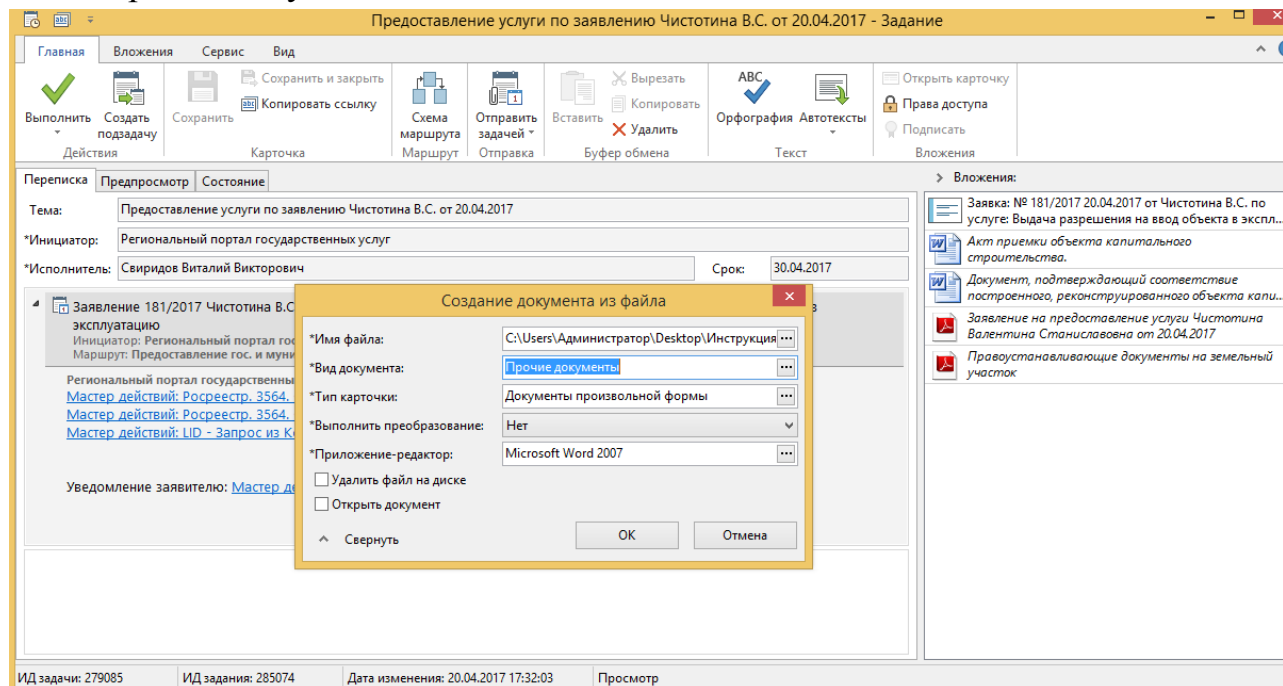 Предоставление услуги по заявлению Чистотина В.С. от 20.04.2017 - Задание
Главная Вложения Сервис Вид
Выполнить
Создать подзадачу
Действия
Сохранить
Сохранить и закрыть
Копировать ссылку
Карточка
Схема маршрута
Маршрут
Отправить задачей
Отправка
Вставить
Вырезать
Копировать
Удалить
Буфер обмена
ABC
Орфография
Автотексты
Текст
Открыть карточку
Права доступа
Подписать
Вложения
Переписка Предпросмотр Состояние
Тема: Предоставление услуги по заявлению Чистотина В.С. от 20.04.2017
*Инициатор: Региональный портал государственных услуг
*Исполнитель: Свиридов Виталий Викторович Срок: 30.04.2017
Заявление 181/2017 Чистотина В.С
эксплуатацию
Инициатор: Региональный портал гос
Маршрут: Предоставление гос. и муни
Региональный портал государственны
Мастер действий: Росреестр. 3564.
Мастер действий: Росреестр. 3564.
Мастер действий: LID - Запрос из К
Уведомление заявителю: Мастер д
Создание документа из файла
*Имя файла: C:\Users\Администратор\Desktop\Инструкция ...
*Вид документа: Прочие документы ...
*Тип карточки: Документы произвольной формы ...
*Выполнить преобразование: Нет
*Приложение-редактор: Microsoft Word 2007 ...
Удалить файл на диске
Открыть документ
Свернуть ОК Отмена
Вложения:
Заявка: № 181/2017 20.04.2017 от Чистотина В.С. по
услуге: Выдача разрешения на ввод объекта в экспл...
Акт приемки объекта капитального
строительства.
Документ, подтверждающий соответствие
построенного, реконструированного объекта капи...
Заявление на предоставление услуги Чистотина
Валентина Станиславовна от 20.04.2017
Правоустанавливающие документы на земельный
участок
ИД задачи: 279085 ИД задания: 285074 Дата изменения: 20.04.2017 17:32:03 Просмотр